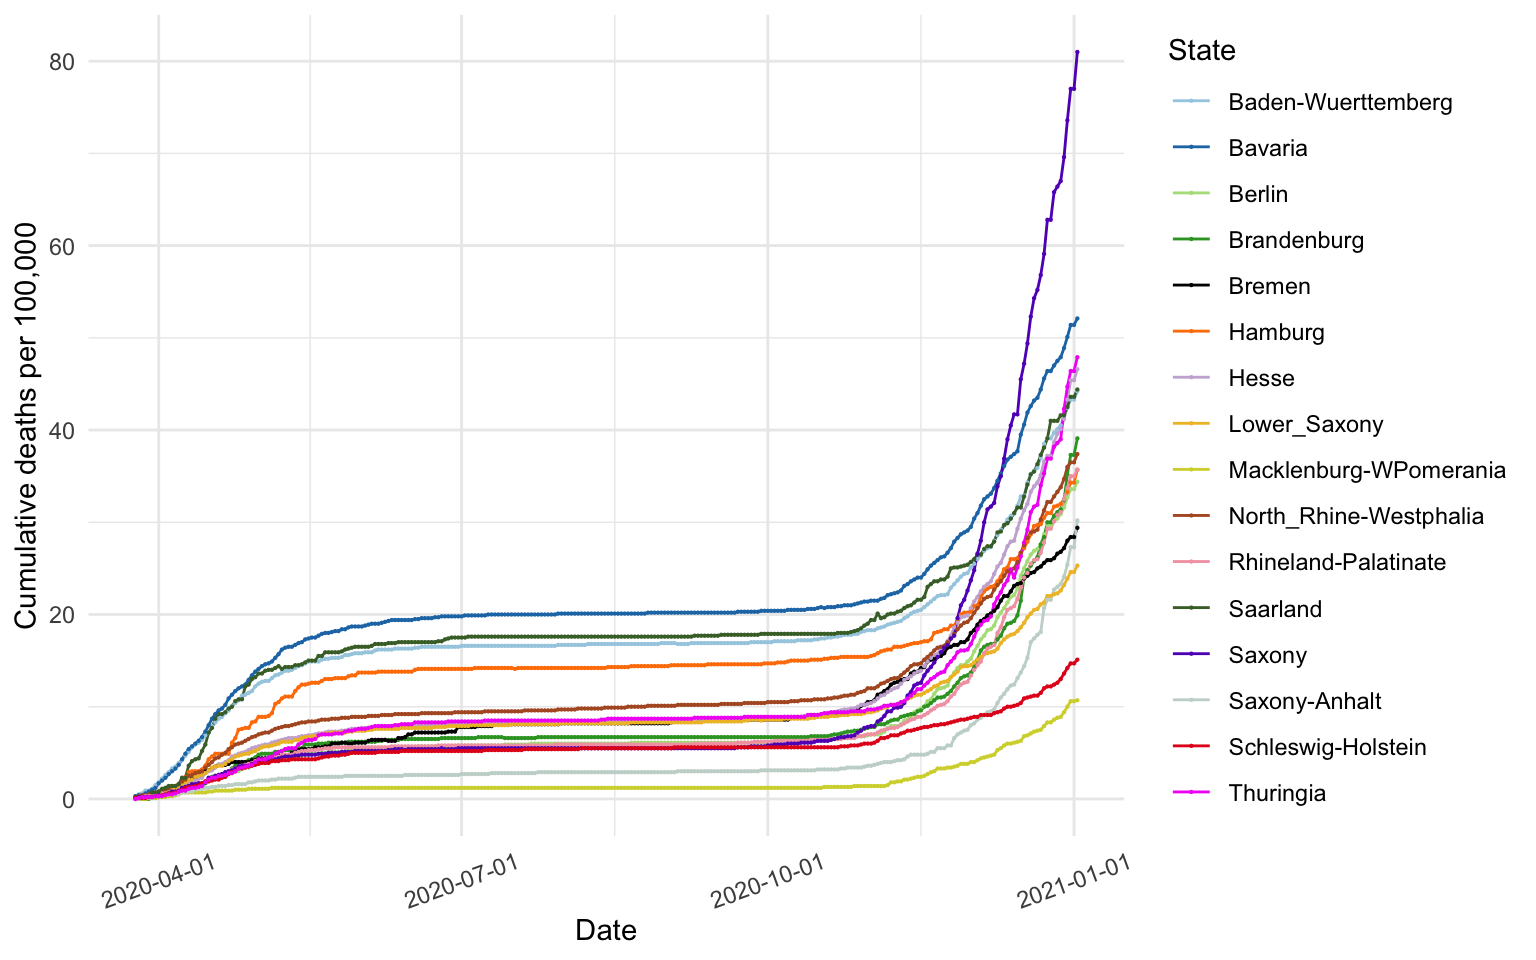 Cumulative deaths per 100,000
80
60
40
20
0
2020-04-01
2020-07-01
2020-10-01
2021-01-01
Date
State
Baden-Wuerttemberg
Bavaria
Berlin
Brandenburg
Bremen
Hamburg
Hesse
Lower_Saxony
Macklenburg-WPomerania
North_Rhine-Westphalia
Rhineland-Palatinate
Saarland
Saxony
Saxony-Anhalt
Schleswig-Holstein
Thuringia